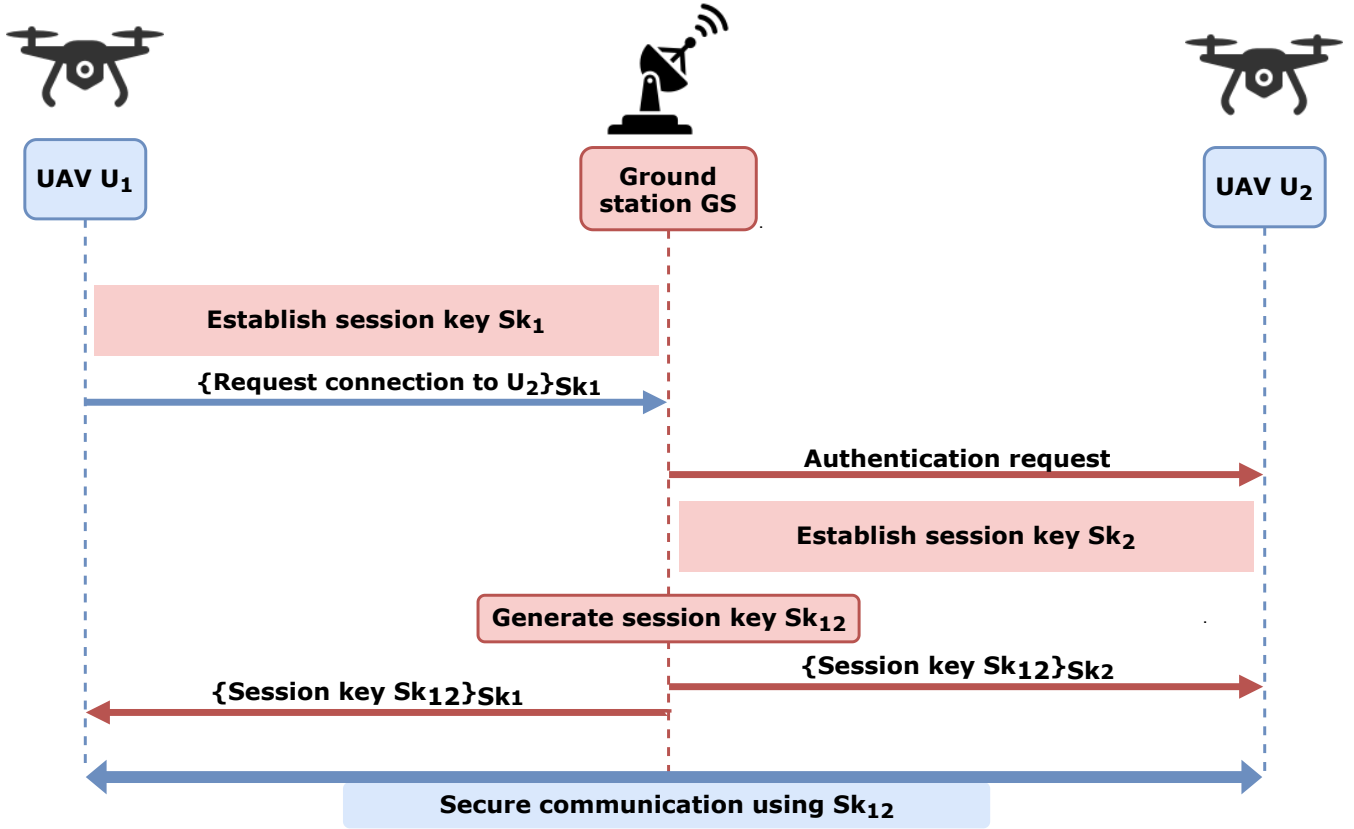 UAV U1
Ground
station GS
UAV U2
Establish session key Sk1
{Request connection to U2}Sk1
Authentication request
Establish session key Sk2
Generate session key Sk12
{Session key Sk12}Sk2
{Session key Sk12}Sk1
Secure communication using Sk12